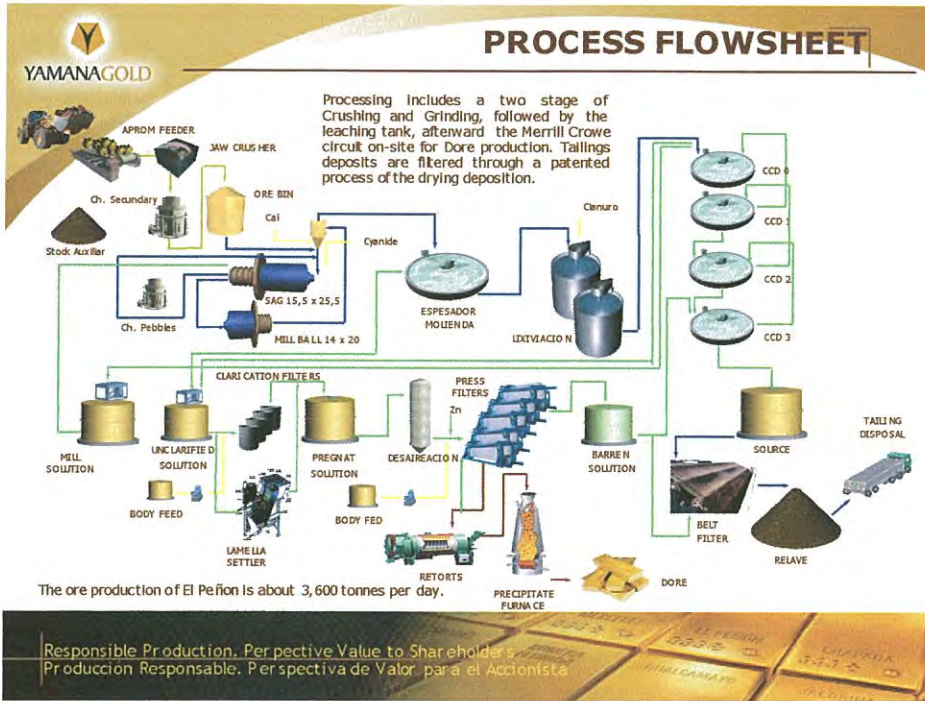 YAMANAGOLD
PROCESS FLOWSHEET
Processing includes a two stage of
Crushing and Grinding, followed by the
leaching tank, afterward the Merrill Crowe
circuit on-site for Dore production. Tailings
deposits are filtered through a patented
process of the drying deposition.
APROM FEEDER
JAW CRUSHER
Ch. Secundary
ORE BIN
Cal
Cyanide
Stock Auxiliar
SAG 15,5 x 25,5
Ch. Pebbles
MILL BALL 14 x 20
ESPESADOR
MOLIENDA
Cianuro
LIXIVIACION
CCD 0
CCD 1
CCD 2
CCD 3
CLARICATION FILTERS
PRESS
FILTERS
Zn
MILL
SOLUTION
UNCLARIFIED
SOLUTION
PREGNAT
SOLUTION
DESAIREACION
BARREN
SOLUTION
SOURCE
TAILING
DISPOSAL
BODY FEED
LAMELLA
SETTLER
BODY FED
RETORTS
PRECIPITATE
FURNACE
DORE
BELT
FILTER
RELAVE
The ore production of El Peñon is about 3,600 tonnes per day.
Responsible Production. Perpective Value to Shareholders
Producción Responsable. Perspectiva de Valor para el Accionista
EL PEÑON
CHAPADA
GUALCAMAYO